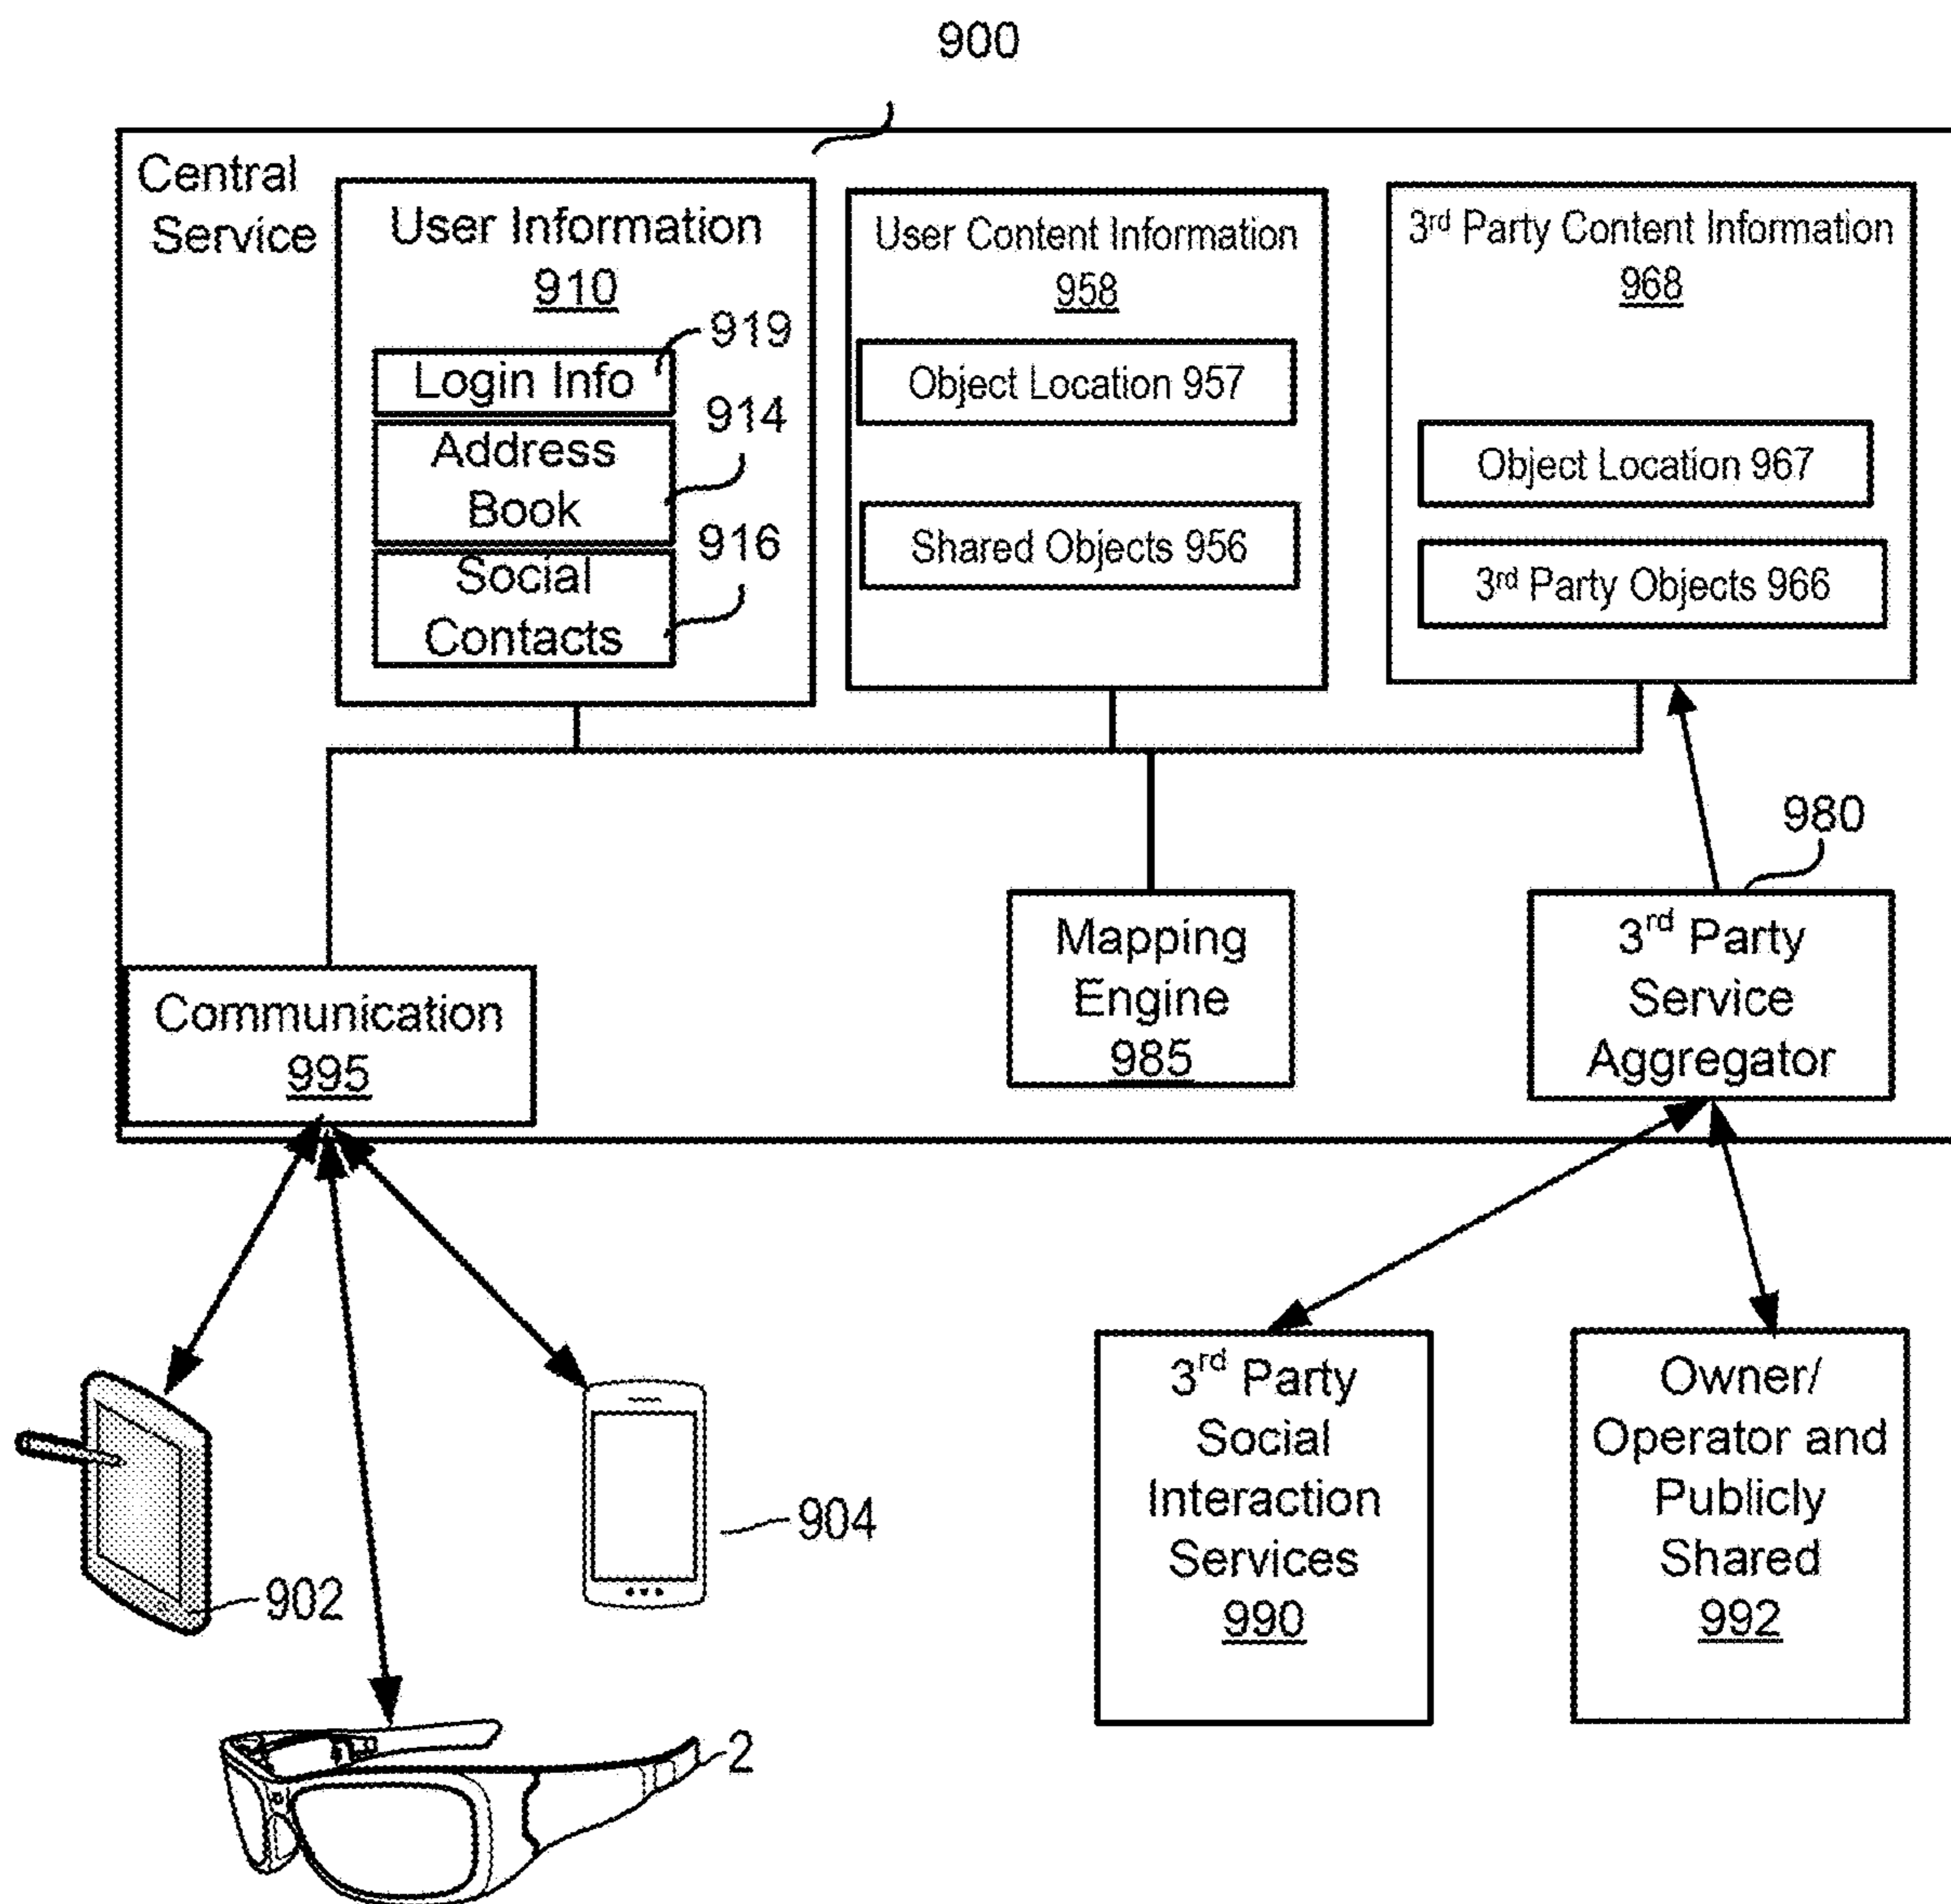 900
Central
Service
User Information
910
919
Login Info
914
Address
Book
916
Social
Contacts
User Content Information
958
Object Location 957
Shared Objects 956
3rd Party Content Information
968
Object Location 967
3rd Party Objects 966
980
Communication
995
Mapping
Engine
985
3rd Party
Service
Aggregator
902
904
2
3rd Party
Social
Interaction
Services
990
Owner/
Operator and
Publicly
Shared
992